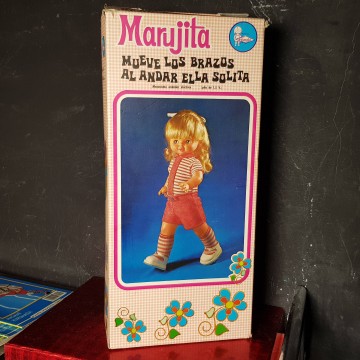 Marujita
MUEVE LOS BRAZOS
AL ANDAR ELLA SOLITA